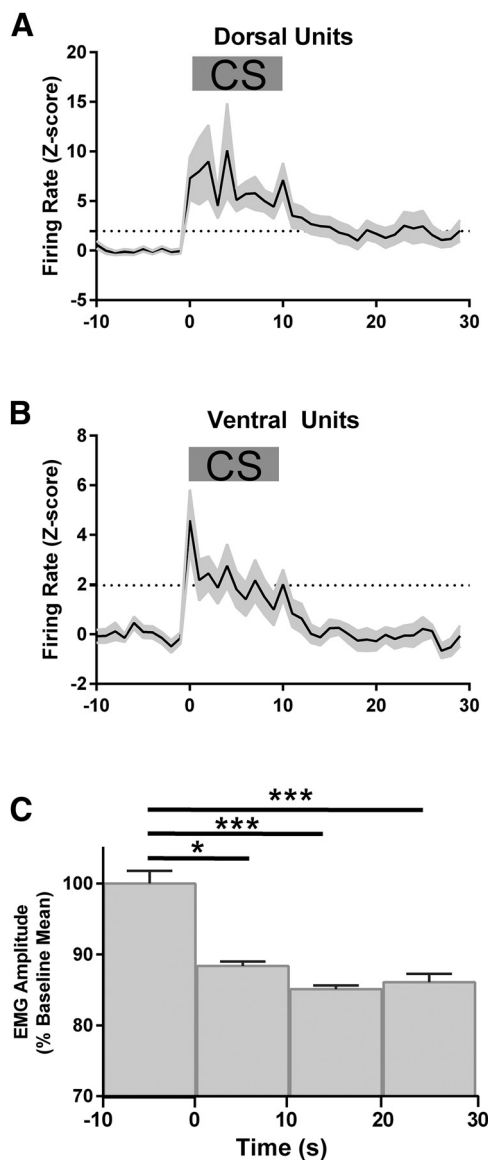 A
Dorsal Units
CS
Firing Rate (Z-score)
20
15
10
5
0
-5
-10 0 10 20 30
B
Ventral Units
CS
Firing Rate (Z-score)
8
6
4
2
0
-2
-10 0 10 20 30
C
***
***
*
EMG Amplitude
(% Baseline Mean)
100
90
80
70
-10 0 10 20 30
Time (s)